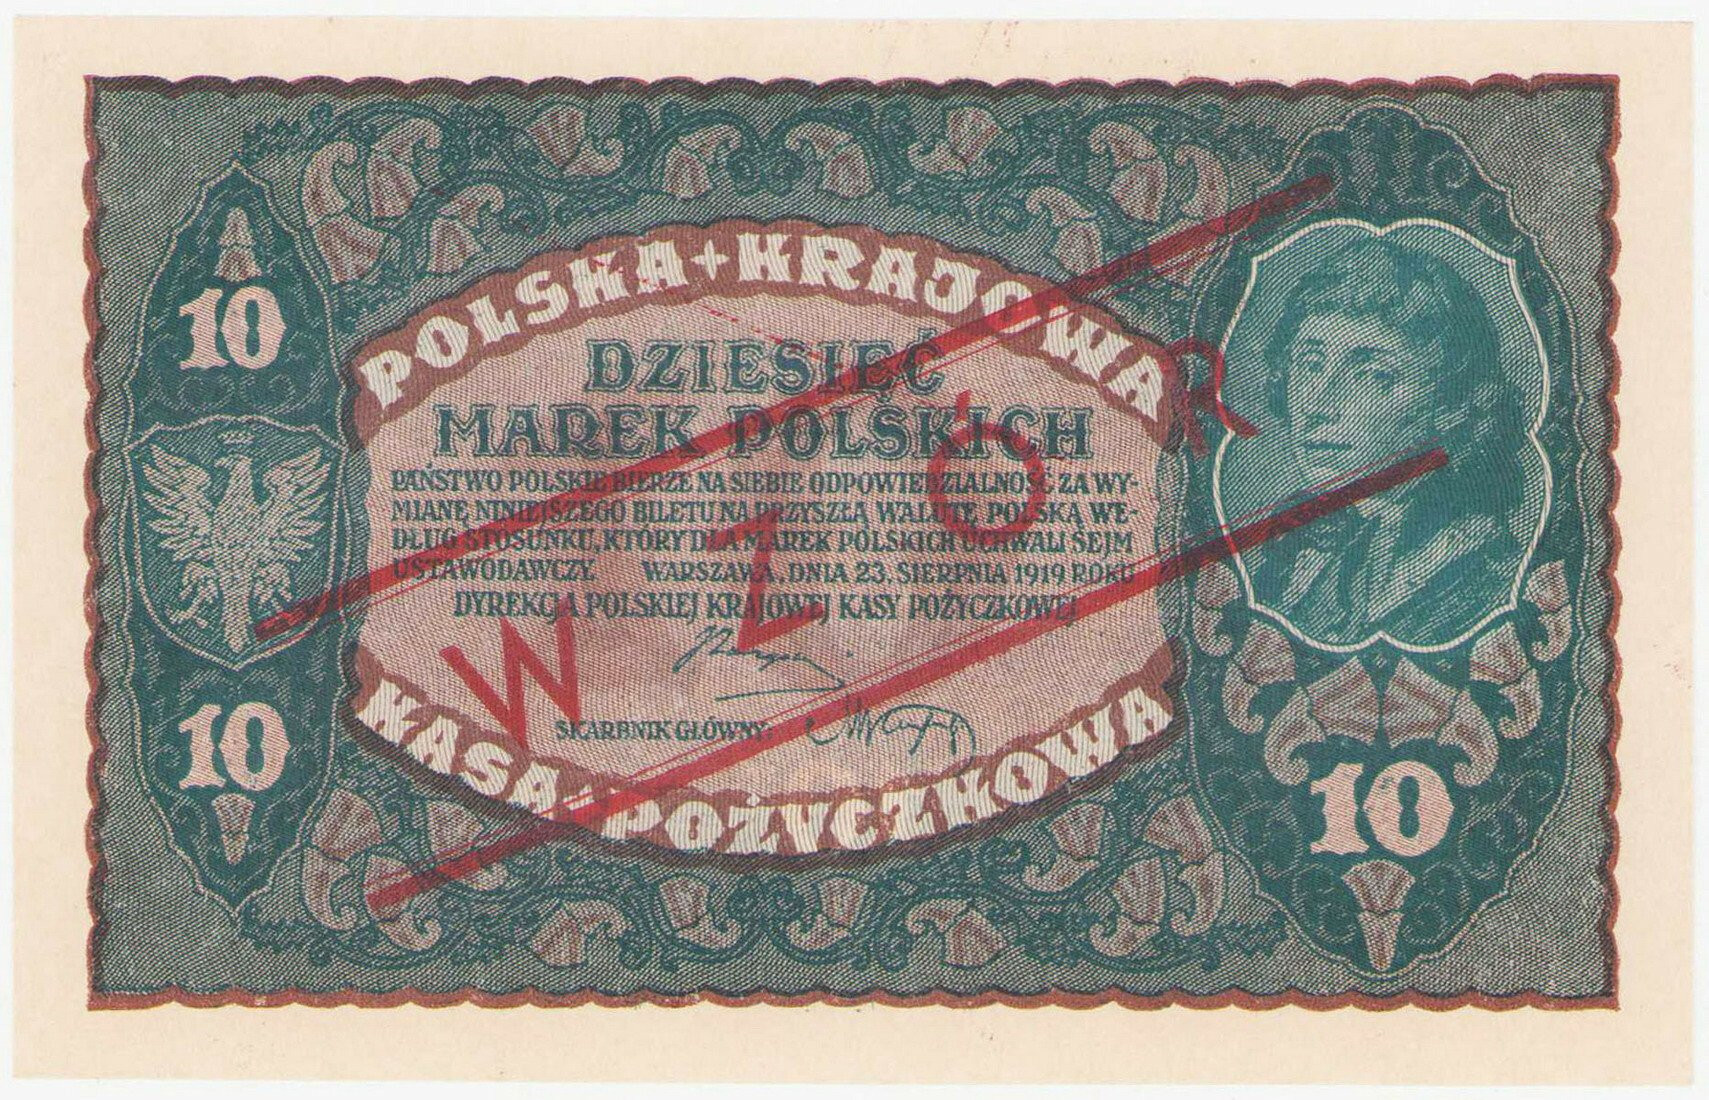 POLSKA+KRAJOWA
DZIESIĘĆ
MAREK POLSKICH
PAŃSTWO POLSKIE BIERZE NA SIEBIE ODPOWIEDZIALNOŚĆ ZA WY-
MIANĘ NINIEJSZEGO BILETU NA PRZYSZŁĄ WALUTĘ POLSKĄ WE-
DŁUG STOSUNKU, KTÓRY DLA MAREK POLSKICH UCHWALI SEJM
USTAWODAWCZY. WARSZAWA, DNIA 23. SIERPNIA 1919 ROKU
DYREKCJA POLSKIEJ KRAJOWEJ KASY POŻYCZKOWEJ
SKARBNIK GŁÓWNY:
KASA+POŻYCZKOWA
10
10
10
WZÓR